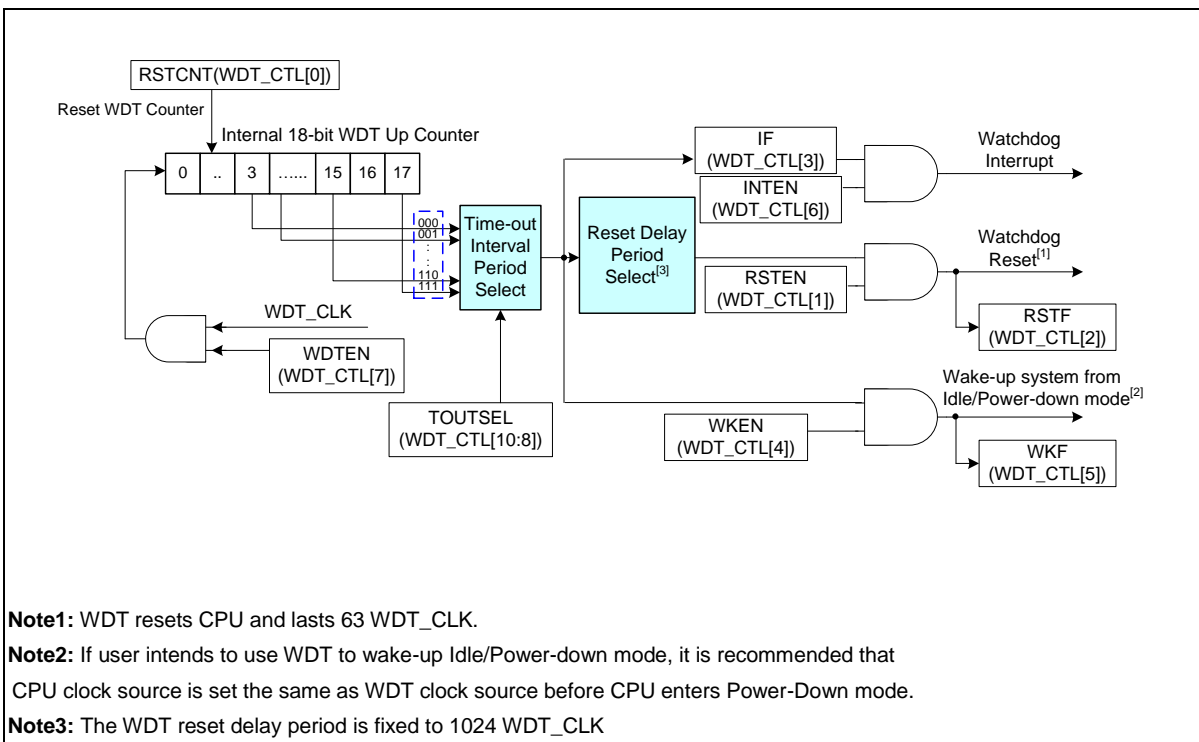 RSTCNT(WDT_CTL[0])
Reset WDT Counter
Internal 18-bit WDT Up Counter
0 .. 3 ...... 15 16 17
000
001
:
:
110
111
Time-out
Interval
Period
Select
WDT_CLK
WDTEN
(WDT_CTL[7])
TOUTSEL
(WDT_CTL[10:8])
Reset Delay
Period
Select[3]
IF
(WDT_CTL[3])
INTEN
(WDT_CTL[6])
Watchdog
Interrupt
RSTEN
(WDT_CTL[1])
Watchdog
Reset[1]
RSTF
(WDT_CTL[2])
WKEN
(WDT_CTL[4])
Wake-up system from
Idle/Power-down mode[2]
WKF
(WDT_CTL[5])
Note1: WDT resets CPU and lasts 63 WDT_CLK.
Note2: If user intends to use WDT to wake-up Idle/Power-down mode, it is recommended that
CPU clock source is set the same as WDT clock source before CPU enters Power-Down mode.
Note3: The WDT reset delay period is fixed to 1024 WDT_CLK